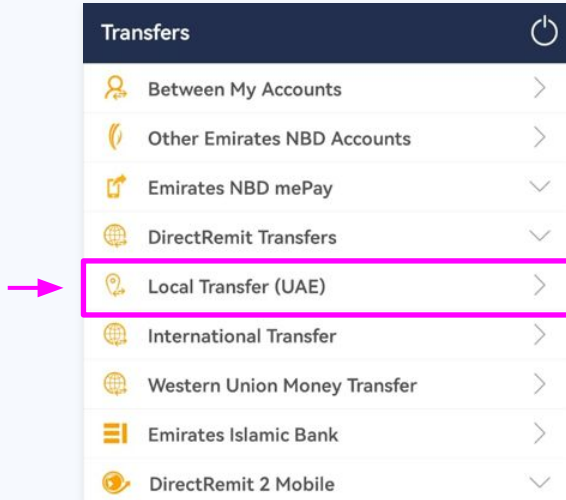 Transfers
Between My Accounts
Other Emirates NBD Accounts
Emirates NBD mePay
DirectRemit Transfers
Local Transfer (UAE)
International Transfer
Western Union Money Transfer
Emirates Islamic Bank
DirectRemit 2 Mobile